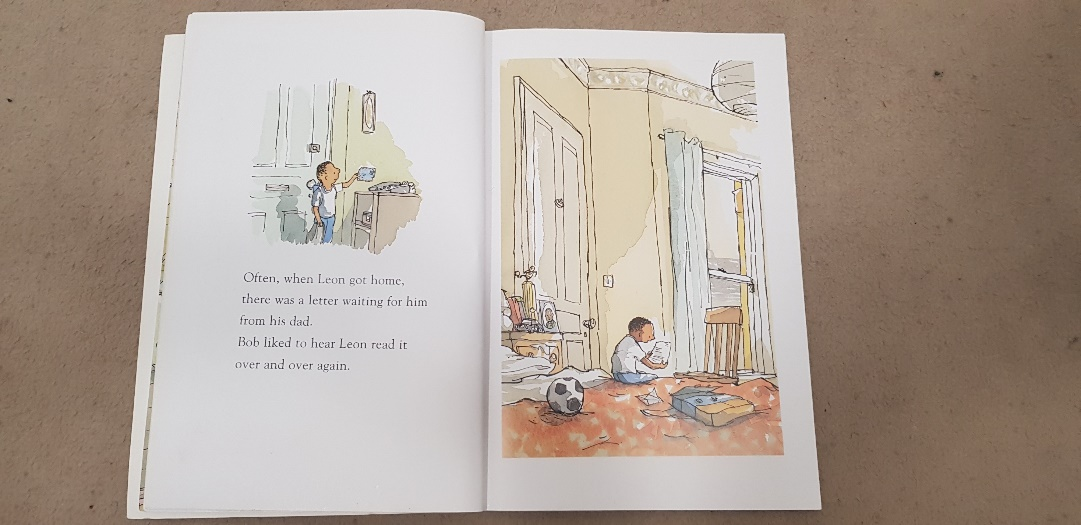 Often, when Leon got home,
there was a letter waiting for him
from his dad.
Bob liked to hear Leon read it
over and over again.